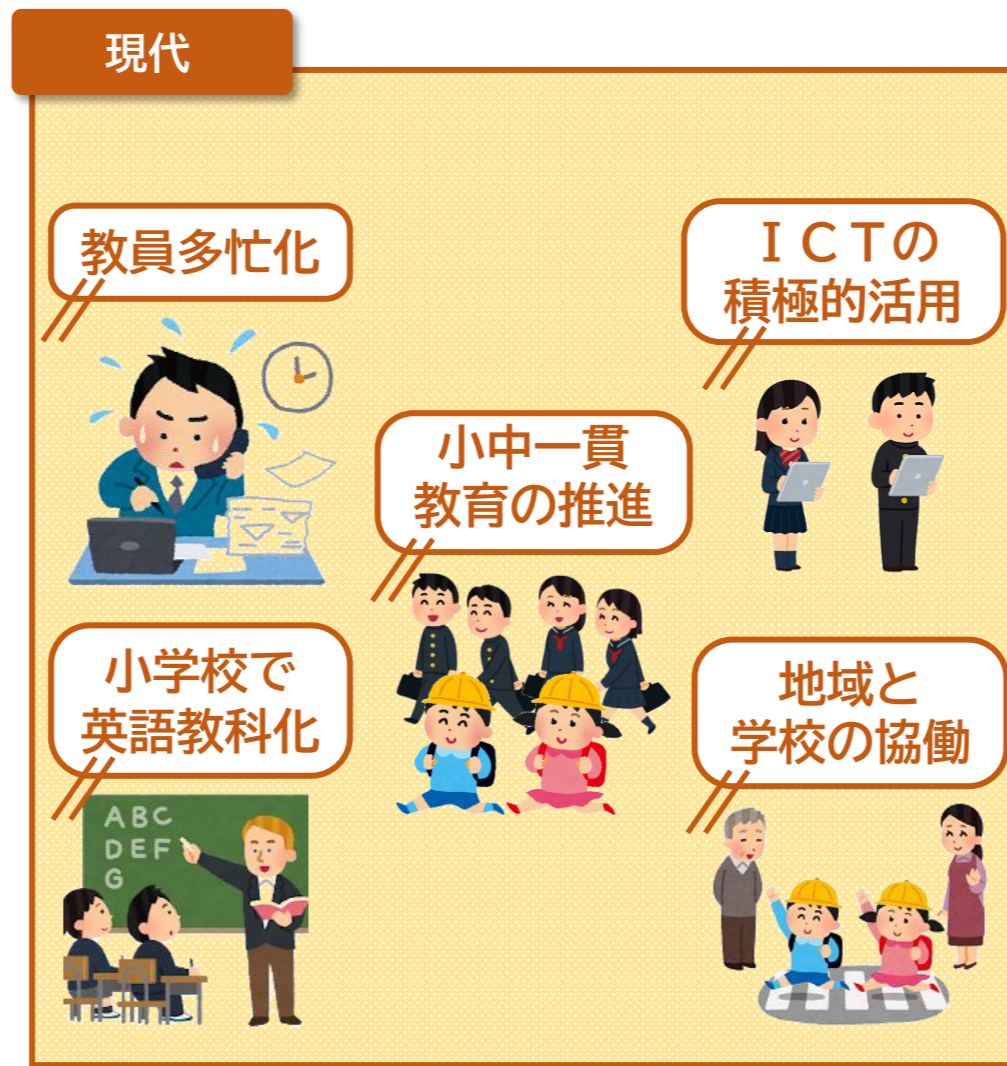 現代
教員多忙化
ＩＣＴの
積極的活用
小中一貫
教育の推進
小学校で
英語教科化
地域と
学校の協働
ABC
DEF
G